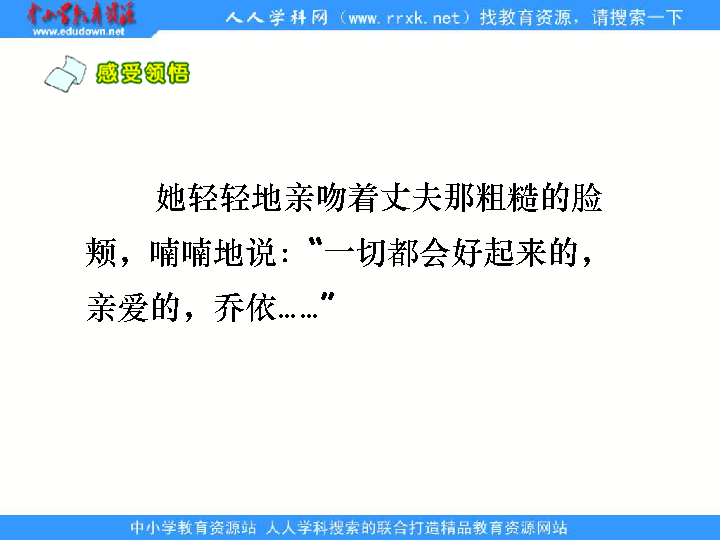 中小学教育资源
www.edudown.net
人人学科网（www.rrxk.net）找教育资源，请搜索一下
感受领悟
她轻轻地亲吻着丈夫那粗糙的脸
颊，喃喃地说：“一切都会好起来的，
亲爱的，乔依……”
中小学教育资源站 人人学科搜索的联合打造精品教育资源网站